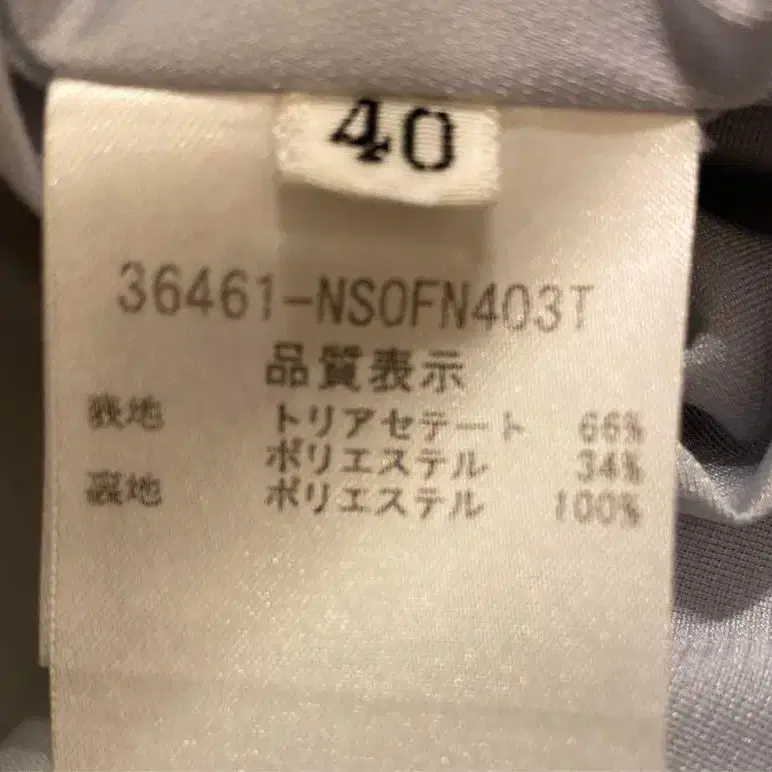 40
36461-NSOFN403T
品質表示
表地 トリアセテート 66%
ポリエステル 34%
裏地 ポリエステル 100%